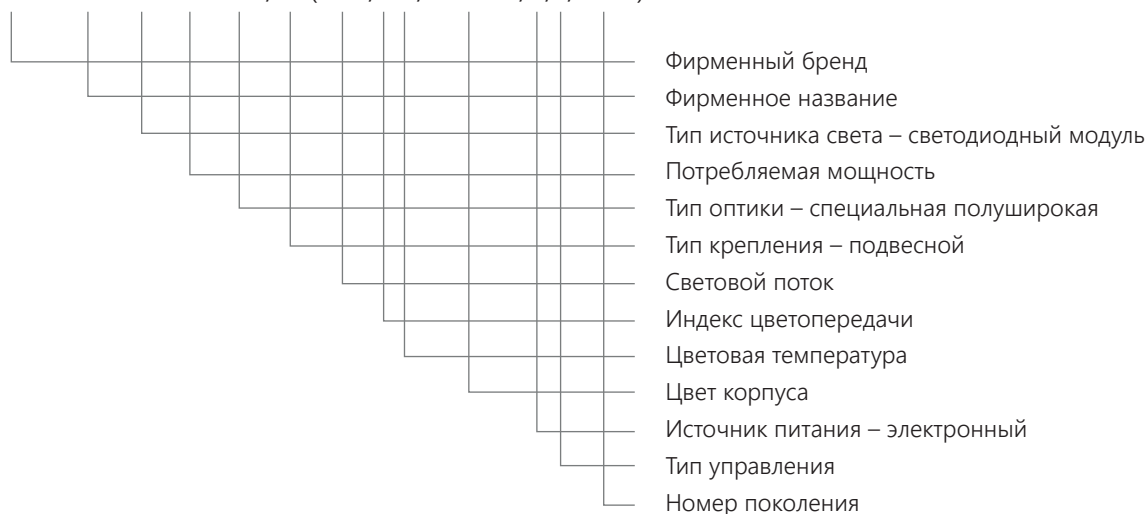 Фирменный бренд
Фирменное название
Тип источника света – светодиодный модуль
Потребляемая мощность
Тип оптики – специальная полуширокая
Тип крепления – подвесной
Световой поток
Индекс цветопередачи
Цветовая температура
Цвет корпуса
Источник питания – электронный
Тип управления
Номер поколения